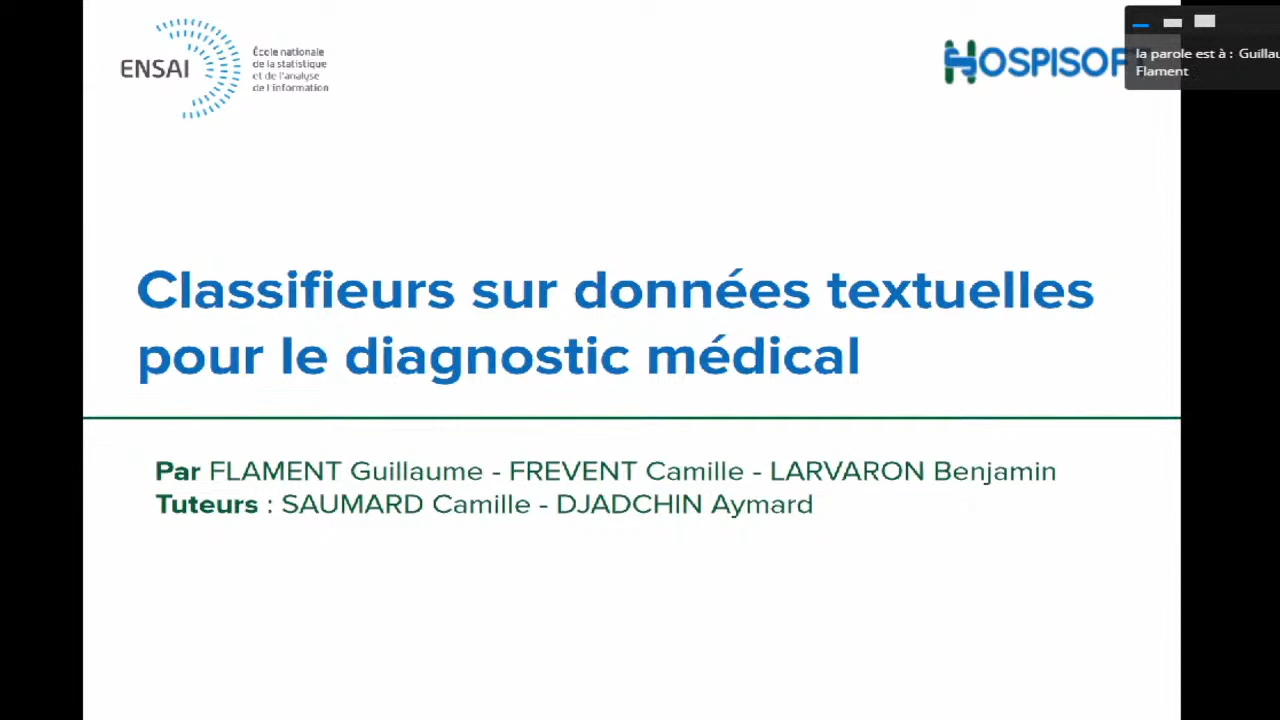 ENSAI
École nationale
de la statistique
et de l'analyse
de l'information
HOSPISOF
la parole est à :
Flament
Classifieurs sur données textuelles
pour le diagnostic médical
Par FLAMENT Guillaume - FREVENT Camille - LARVARON Benjamin
Tuteurs : SAUMARD Camille - DJADCHIN Aymard